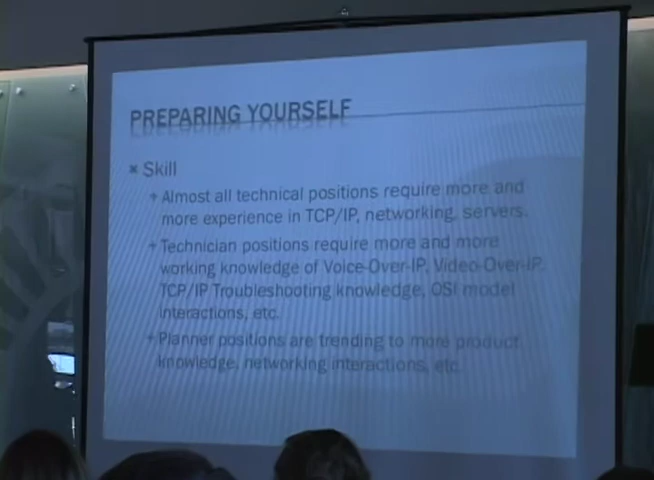 PREPARING YOURSELF
Skill
+ Almost all technical positions require more and
more experience in TCP/IP, networking, servers.
+ Technician positions require more and more
working knowledge of Voice-Over-IP, Video-Over-IP,
TCP/IP Troubleshooting knowledge, OSI model
interactions, etc.
+ Planner positions are trending to more product
knowledge, networking interactions, etc.